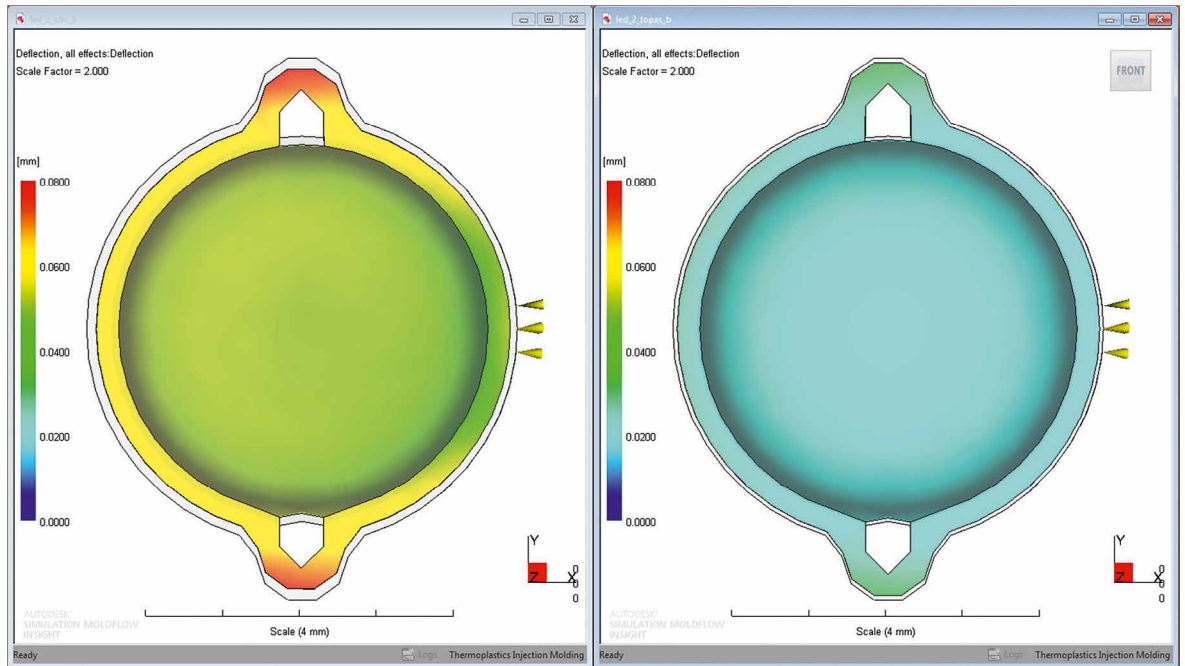 led_2_topas_b
Deflection, all effects:Deflection
Scale Factor = 2.000
[mm]
0.0800
0.0600
0.0400
0.0200
0.0000
Y
Z
X
0
0
0
AUTODESK
SIMULATION MOLDFLOW
INSIGHT
Scale (4 mm)
Ready
Logs
Thermoplastics Injection Molding
Deflection, all effects:Deflection
Scale Factor = 2.000
FRONT
[mm]
0.0800
0.0600
0.0400
0.0200
0.0000
Y
Z
X
0
0
0
AUTODESK
SIMULATION MOLDFLOW
INSIGHT
Scale (4 mm)
Ready
Logs
Thermoplastics Injection Molding